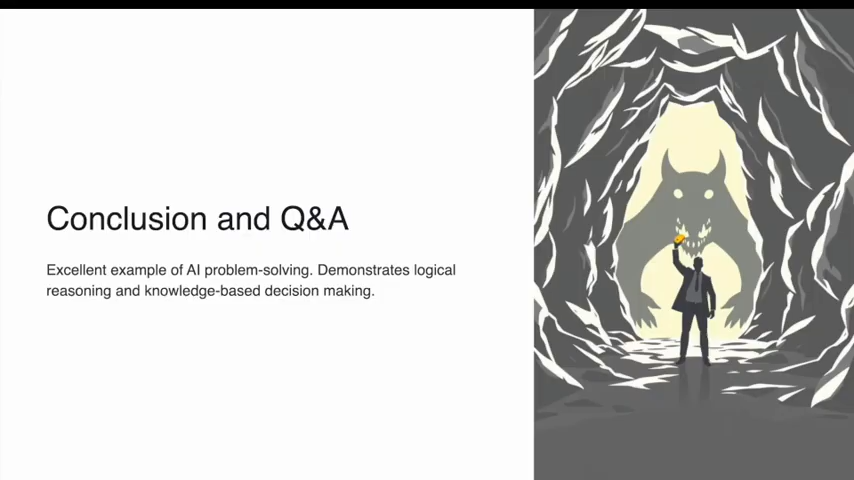 Conclusion and Q&A
Excellent example of AI problem-solving. Demonstrates logical
reasoning and knowledge-based decision making.